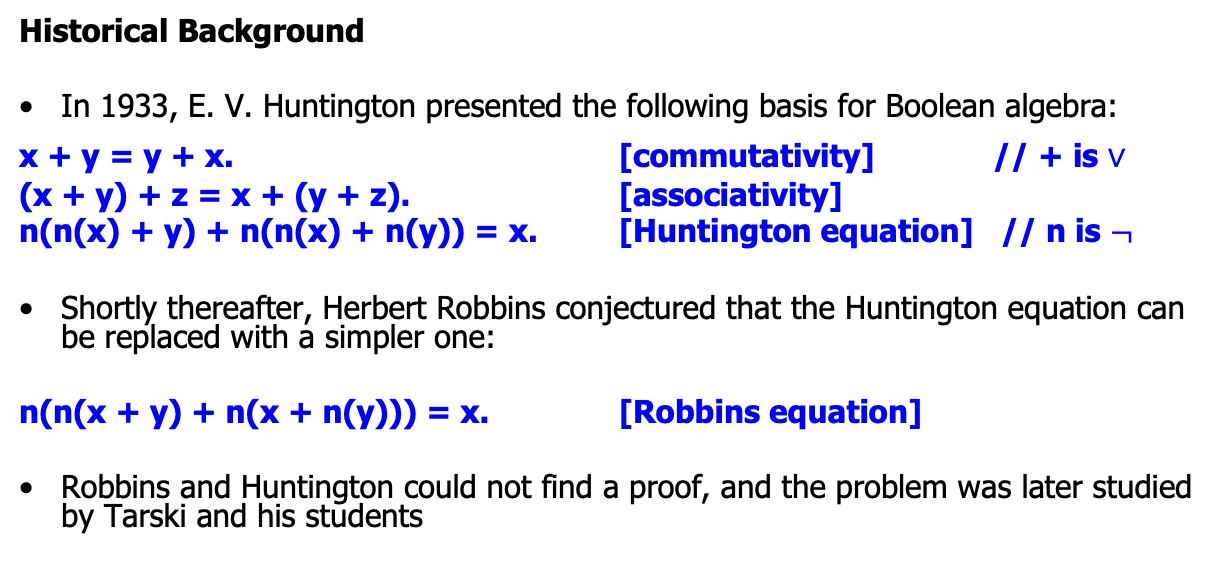 Historical Background
• In 1933, E. V. Huntington presented the following basis for Boolean algebra:
x + y = y + x. [commutativity] // + is ∨
(x + y) + z = x + (y + z). [associativity]
n(n(x) + y) + n(n(x) + n(y)) = x. [Huntington equation] // n is ¬
• Shortly thereafter, Herbert Robbins conjectured that the Huntington equation can
be replaced with a simpler one:
n(n(x + y) + n(x + n(y))) = x. [Robbins equation]
• Robbins and Huntington could not find a proof, and the problem was later studied
by Tarski and his students